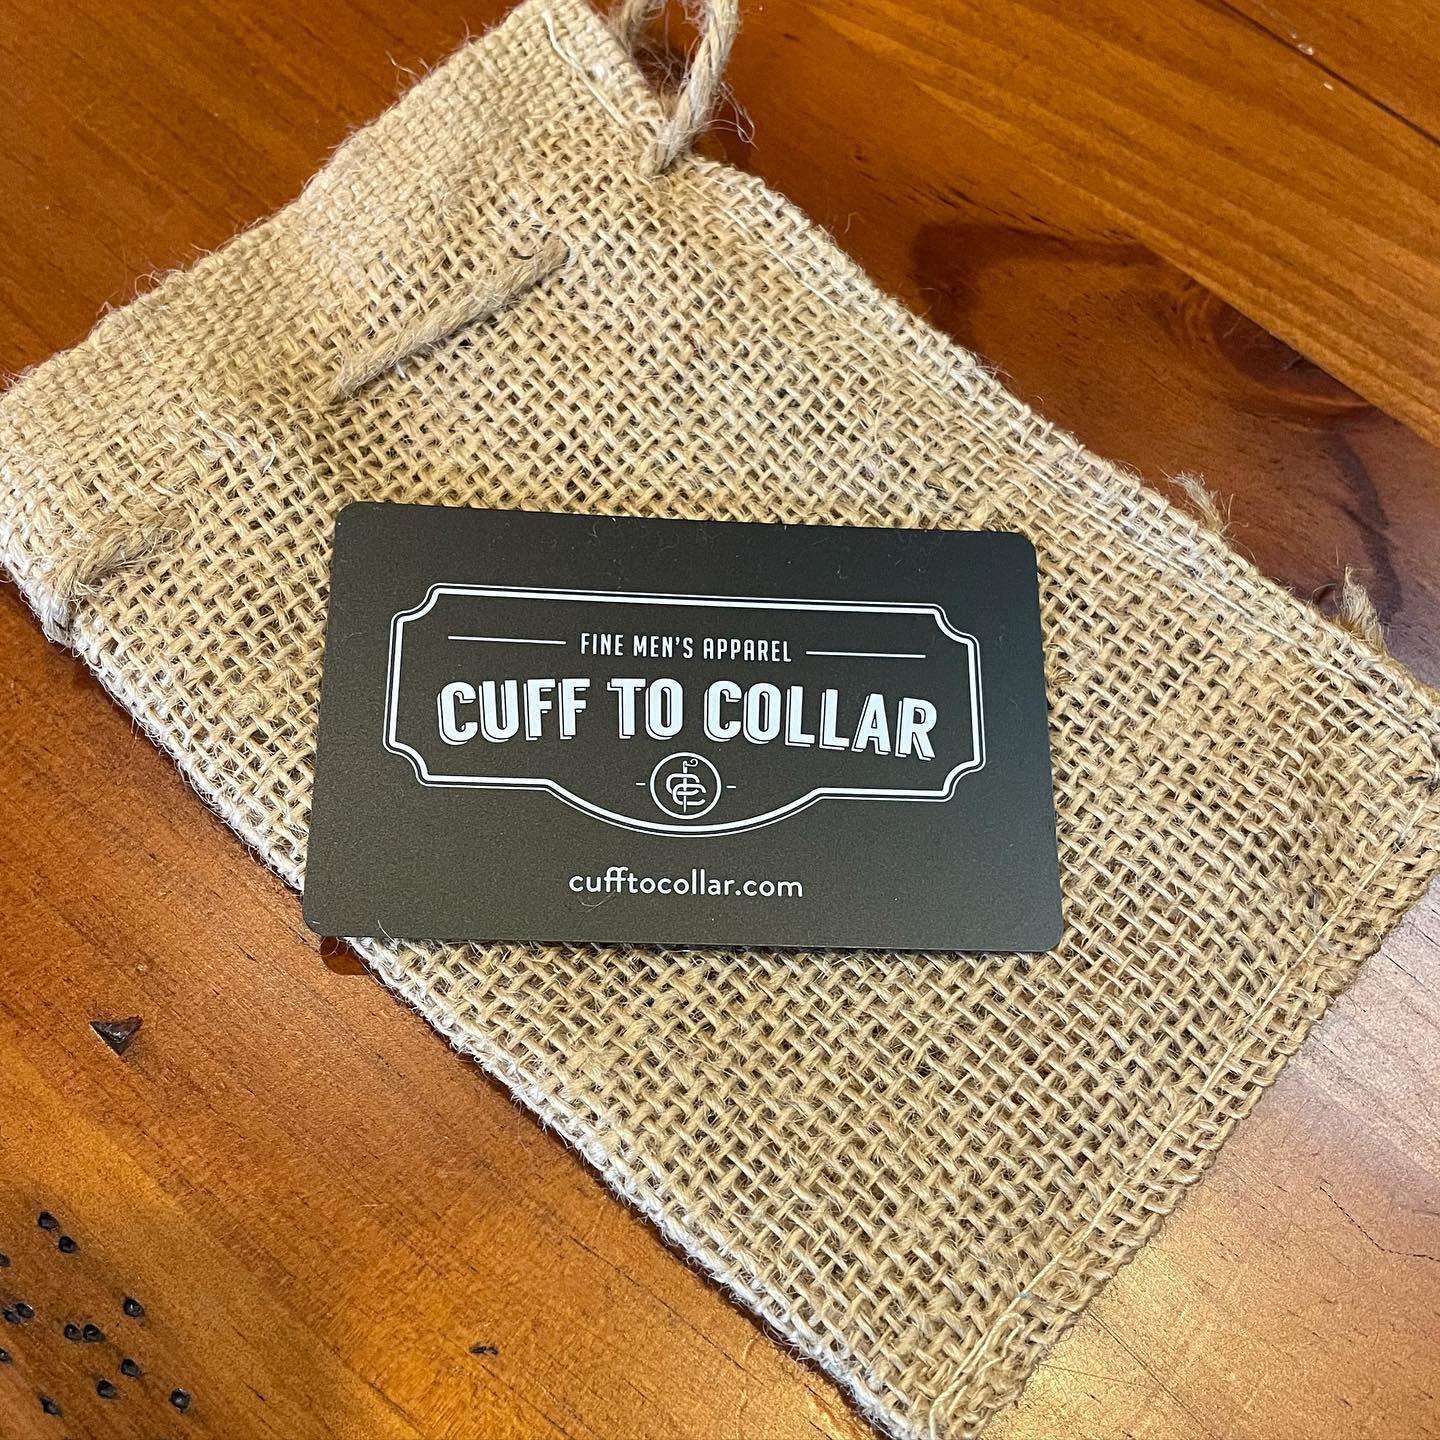 FINE MEN'S APPAREL
CUFF TO COLLAR
cufftocollar.com